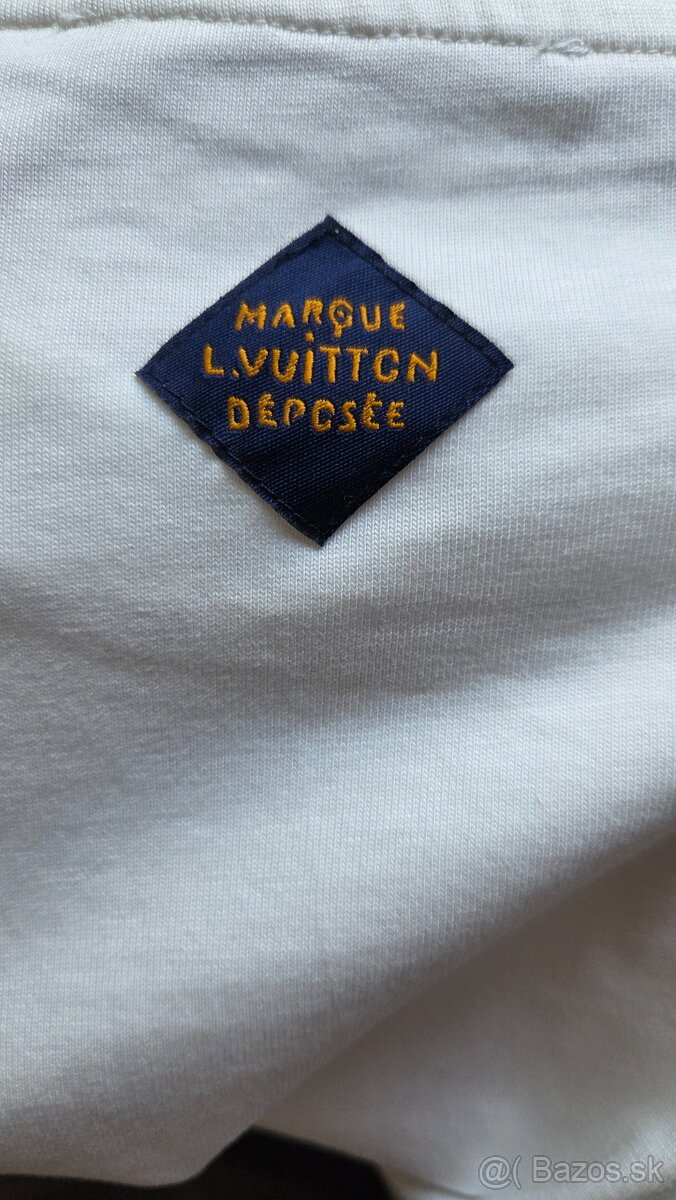 MARQUE
L.VUITTON
DÉPOSÉE
@( Bazos.sk